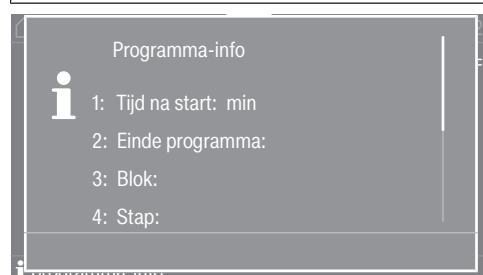 Programma-info
1: Tijd na start: min
2: Einde programma:
3: Blok:
4: Stap: